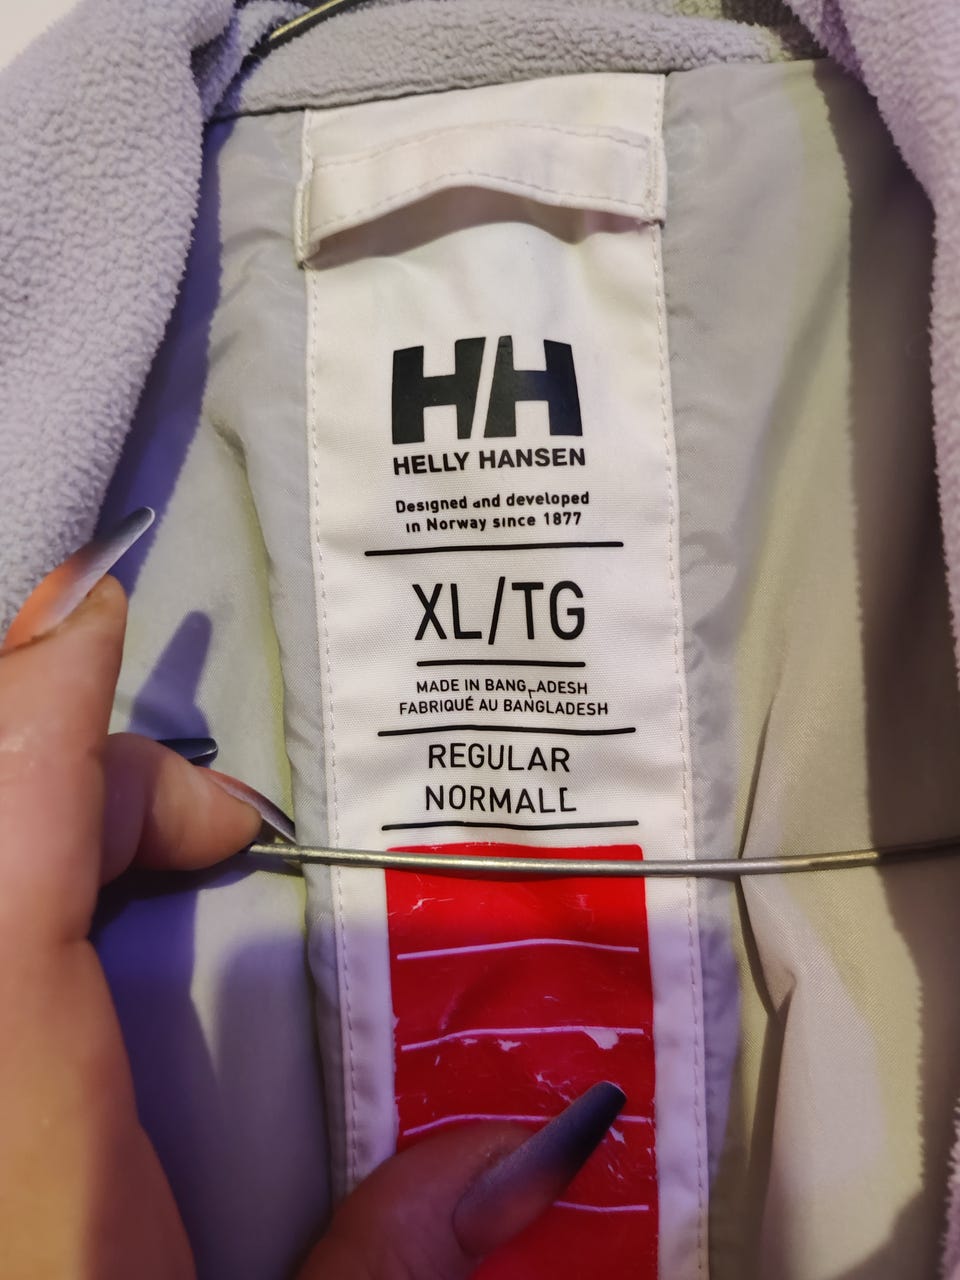 HH
HELLY HANSEN
Designed and developed
in Norway since 1877
XL/TG
MADE IN BANGLADESH
FABRIQUÉ AU BANGLADESH
REGULAR
NORMALE